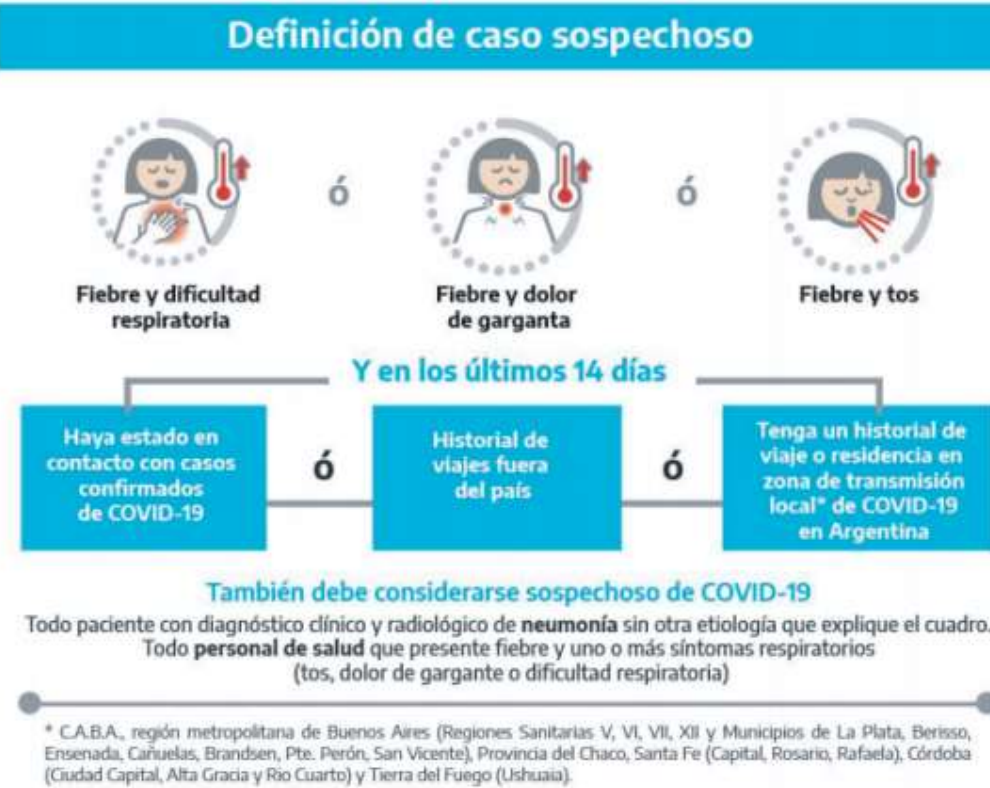 Definición de caso sospechoso
ó
ó
Fiebre y dificultad
respiratoria
Fiebre y dolor
de garganta
Fiebre y tos
Y en los últimos 14 días
Haya estado en
contacto con casos
confirmados
de COVID-19
ó
Historial de
viajes fuera
del país
ó
Tenga un historial de
viaje o residencia en
zona de transmisión
local* de COVID-19
en Argentina
También debe considerarse sospechoso de COVID-19
Todo paciente con diagnóstico clínico y radiológico de neumonía sin otra etiología que explique el cuadro.
Todo personal de salud que presente fiebre y uno o más síntomas respiratorios
(tos, dolor de gargante o dificultad respiratoria)
* C.A.B.A., región metropolitana de Buenos Aires (Regiones Sanitarias V, VI, VII, XII y Municipios de La Plata, Berisso,
Ensenada, Cañuelas, Brandsen, Pte. Perón, San Vicente), Provincia del Chaco, Santa Fe (Capital, Rosario, Rafaela), Córdoba
(Ciudad Capital, Alta Gracia y Rio Cuarto) y Tierra del Fuego (Ushuaia).